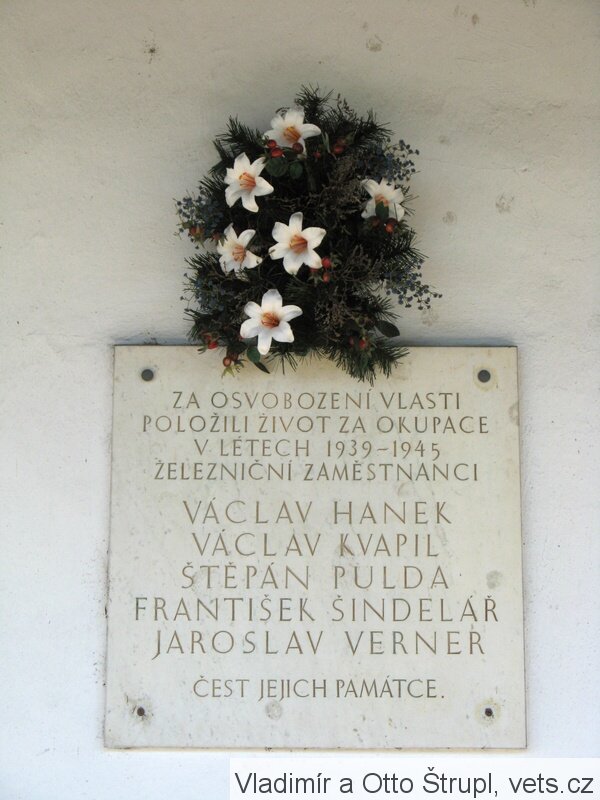 ZA OSVOBOZENÍ VLASTI
POLOŽILI ŽIVOT ZA OKUPACE
V LÉTECH 1939-1945
ŽELEZNIČNÍ ZAMĚSTNANCI
VÁCLAV HANEK
VÁCLAV KVAPIL
ŠTĚPÁN PULDA
FRANTIŠEK ŠINDELÁŘ
JAROSLAV VERNEŘ
ČEST JEJICH PAMÁTCE.
Vladimír a Otto Štrupl, vets.cz